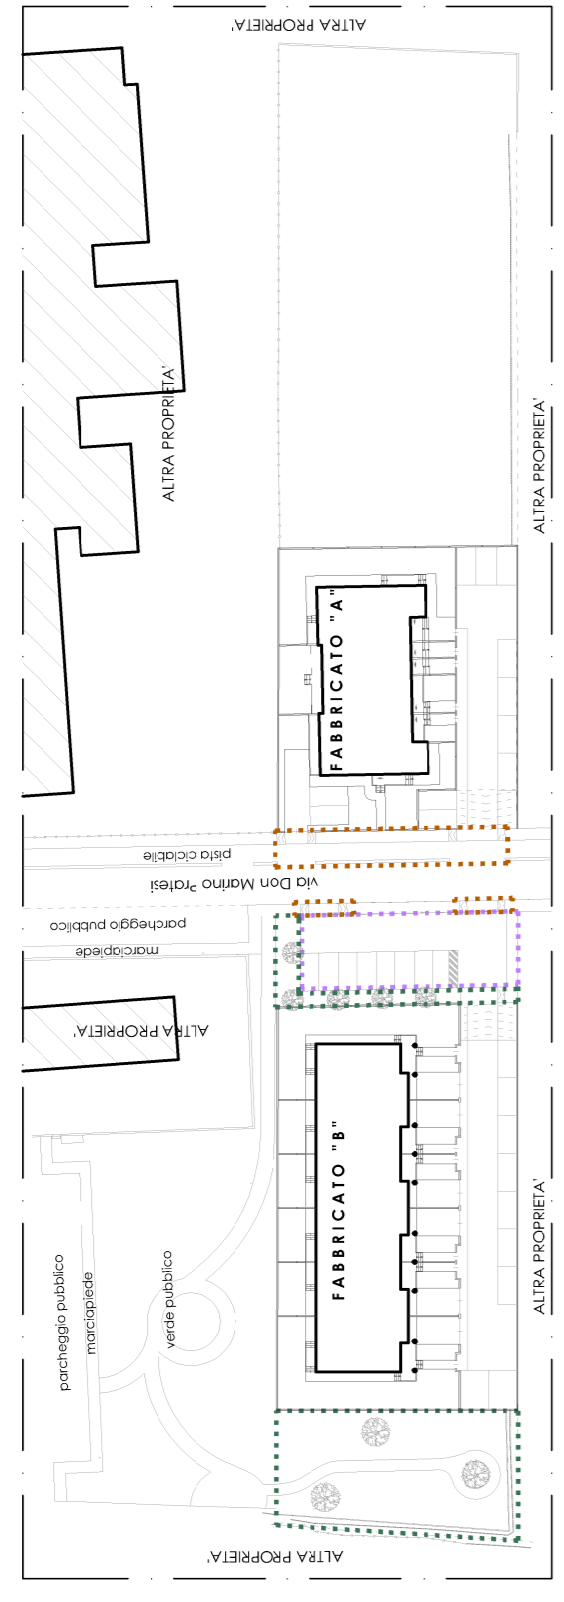 ALTRA PROPRIETA'
ALTRA PROPRIETA'
ALTRA PROPRIETA'
FABBRICATO "A"
pista ciclabile
via Don Marino Pratesi
parcheggio pubblico
marciapiede
ALTRA PROPRIETA'
FABBRICATO "B"
ALTRA PROPRIETA'
parcheggio pubblico
marciapiede
verde pubblico
ALTRA PROPRIETA'